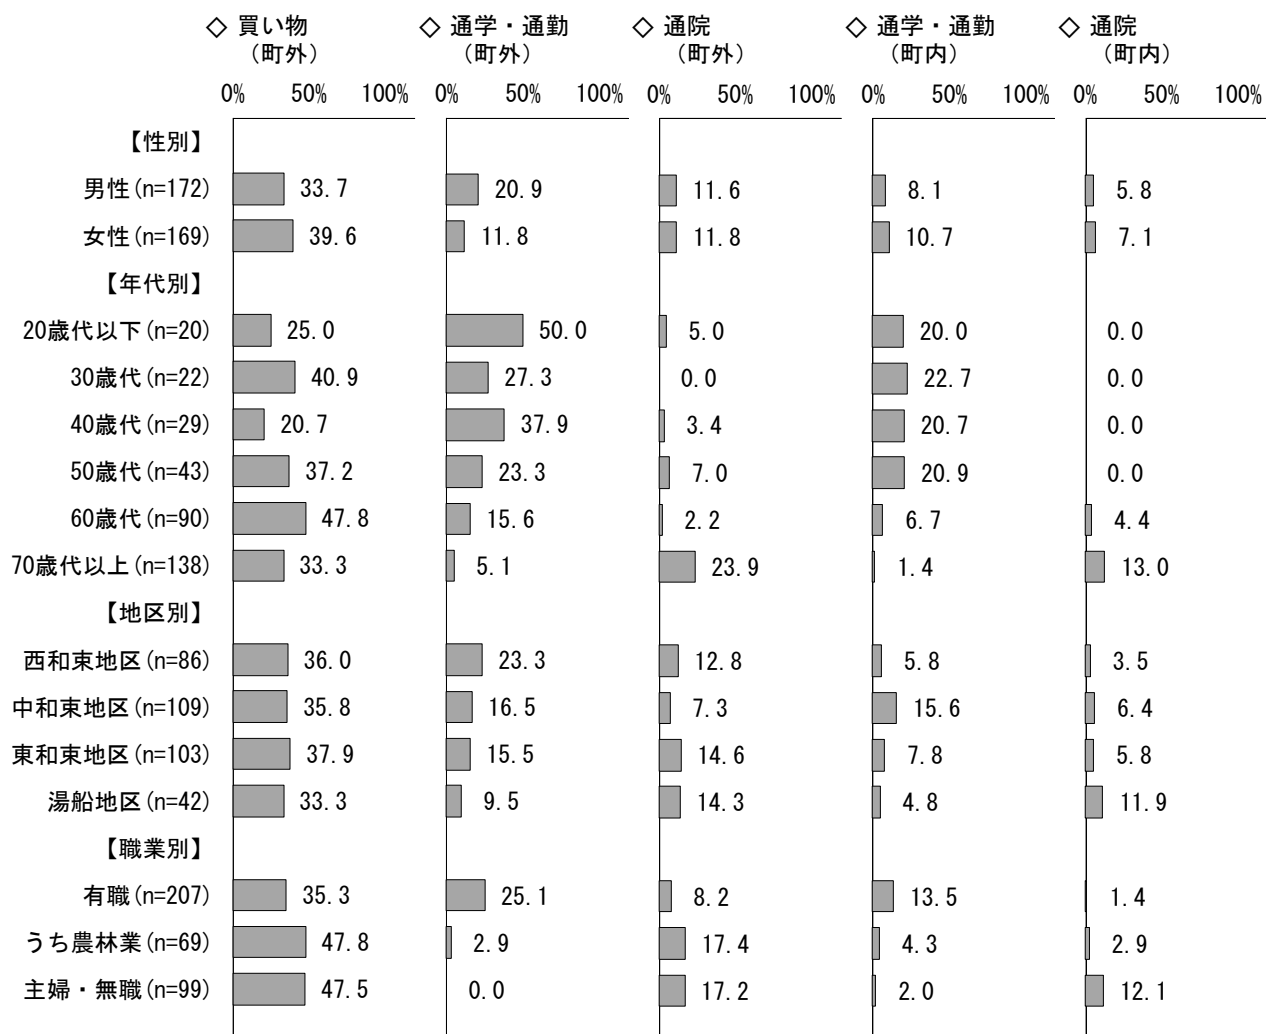 ◇ 買い物 ◇ 通学・通勤 ◇ 通院 ◇ 通学・通勤 ◇ 通院
（町外） （町外） （町外） （町内） （町内）
0% 50% 100% 0% 50% 100% 0% 50% 100% 0% 50% 100% 0% 50% 100%
【性別】
男性(n=172) 33.7 20.9 11.6 8.1 5.8
女性(n=169) 39.6 11.8 11.8 10.7 7.1
【年代別】
20歳代以下(n=20) 25.0 50.0 5.0 20.0 0.0
30歳代(n=22) 40.9 27.3 0.0 22.7 0.0
40歳代(n=29) 20.7 37.9 3.4 20.7 0.0
50歳代(n=43) 37.2 23.3 7.0 20.9 0.0
60歳代(n=90) 47.8 15.6 2.2 6.7 4.4
70歳代以上(n=138) 33.3 5.1 23.9 1.4 13.0
【地区別】
西和束地区(n=86) 36.0 23.3 12.8 5.8 3.5
中和束地区(n=109) 35.8 16.5 7.3 15.6 6.4
東和束地区(n=103) 37.9 15.5 14.6 7.8 5.8
湯船地区(n=42) 33.3 9.5 14.3 4.8 11.9
【職業別】
有職(n=207) 35.3 25.1 8.2 13.5 1.4
うち農林業(n=69) 47.8 2.9 17.4 4.3 2.9
主婦・無職(n=99) 47.5 0.0 17.2 2.0 12.1